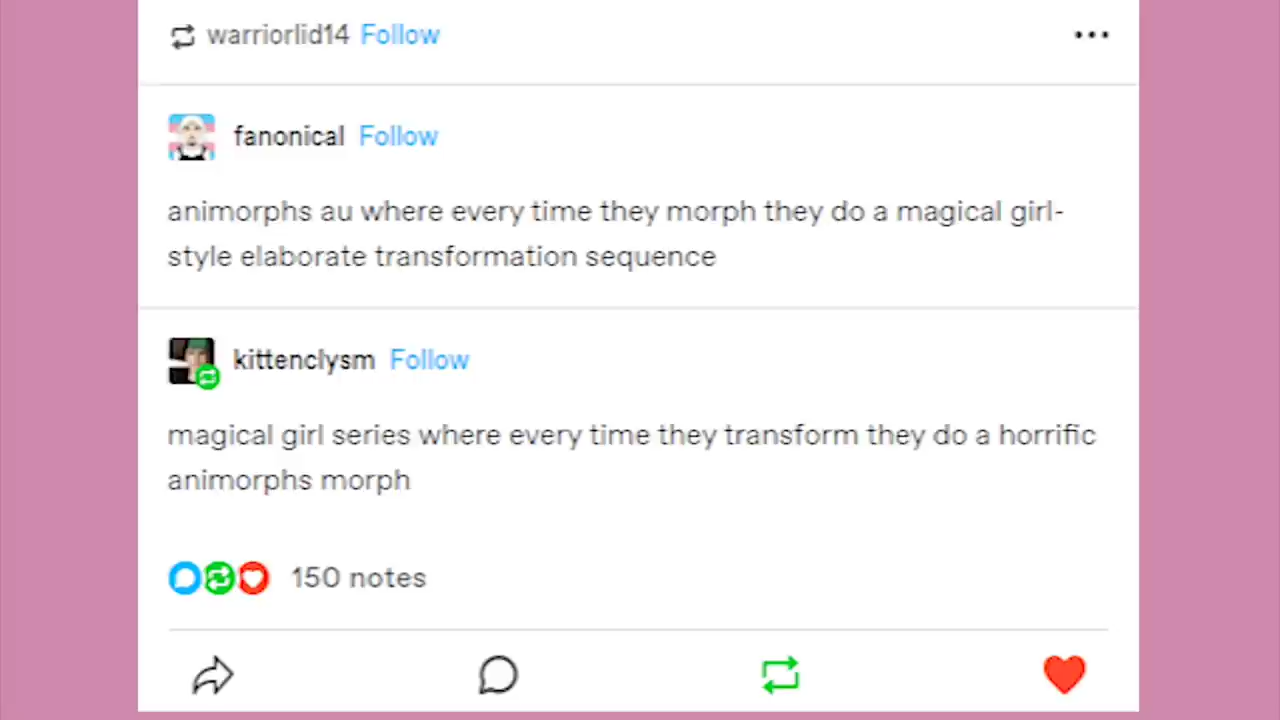 warriorlid14 Follow
fanonical Follow
animorphs au where every time they morph they do a magical girl-
style elaborate transformation sequence
kittenclysm Follow
magical girl series where every time they transform they do a horrific
animorphs morph
150 notes